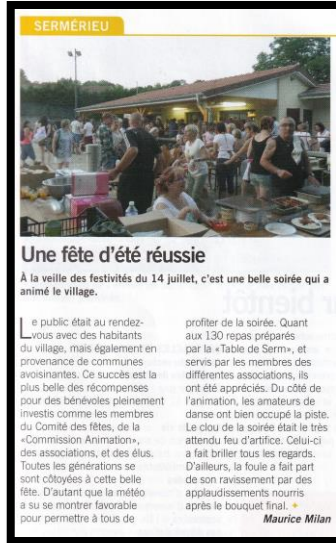 SERMÉRIEU
Une fête d'été réussie
À la veille des festivités du 14 juillet, c'est une belle soirée qui a
animé le village.
Le public était au rendez-
vous avec des habitants
du village, mais également en
provenance de communes
avoisinantes. Ce succès est la
plus belle des récompenses
pour des bénévoles pleinement
investis comme les membres
du Comité des fêtes, de la
«Commission Animation»,
des associations, et des élus.
Toutes les générations se
sont côtoyées à cette belle
fête. D'autant que la météo
a su se montrer favorable
pour permettre à tous de
profiter de la soirée. Quant
aux 130 repas préparés
par la «Table de Serm», et
servis par les membres des
différentes associations, ils
ont été appréciés. Du côté de
l'animation, les amateurs de
danse ont bien occupé la piste.
Le clou de la soirée était le très
attendu feu d'artifice. Celui-ci
a fait briller tous les regards.
D'ailleurs, la foule a fait part
de son ravissement par des
applaudissements nourris
après le bouquet final.
Maurice Milan